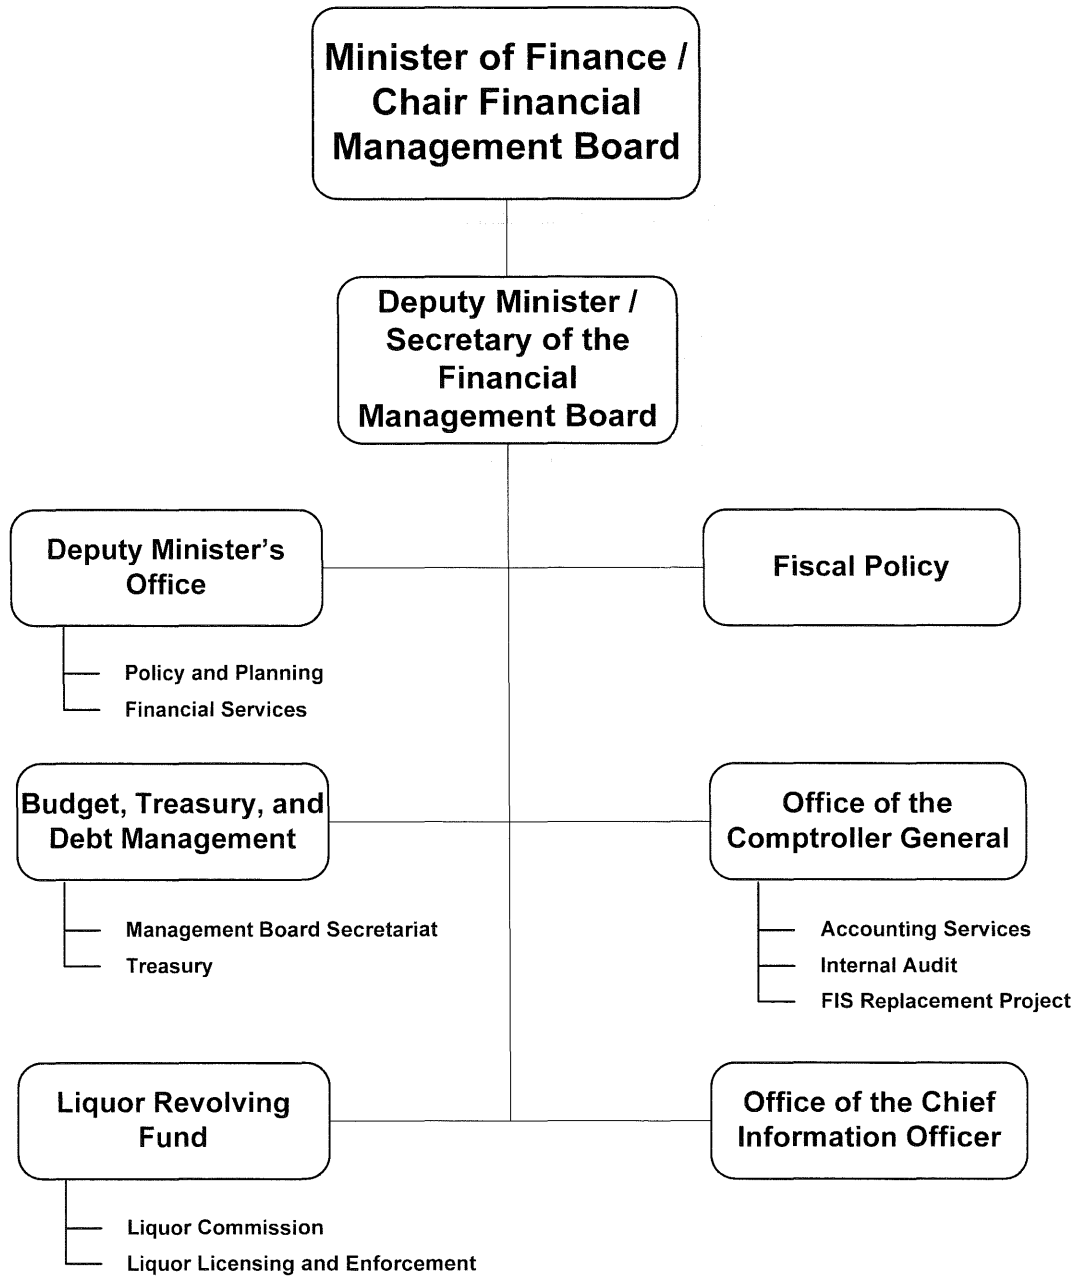 Minister of Finance /
Chair Financial
Management Board
Deputy Minister /
Secretary of the
Financial
Management Board
Deputy Minister's
Office
Policy and Planning
Financial Services
Fiscal Policy
Budget, Treasury, and
Debt Management
Management Board Secretariat
Treasury
Office of the
Comptroller General
Accounting Services
Internal Audit
FIS Replacement Project
Liquor Revolving
Fund
Liquor Commission
Liquor Licensing and Enforcement
Office of the Chief
Information Officer